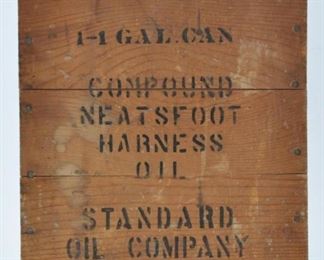 1-1 GAL. CAN
COMPOUND
NEATSFOOT
HARNESS
OIL
STANDARD
OIL COMPANY